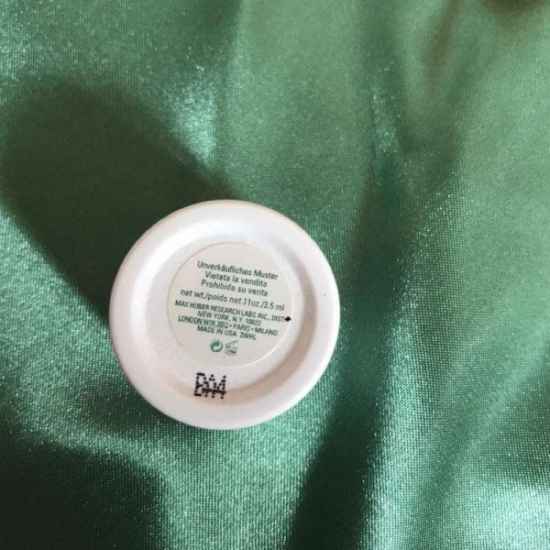 Unverkäufliches Muster
Vietata la vendita
Prohibida su venta
net wt./poids net .11oz./3.5 ml
MAX HUBER RESEARCH LABS INC., DIST.
NEW YORK, N.Y. 10022
LONDON W1K 3BQ • PARIS • MILANO
MADE IN USA